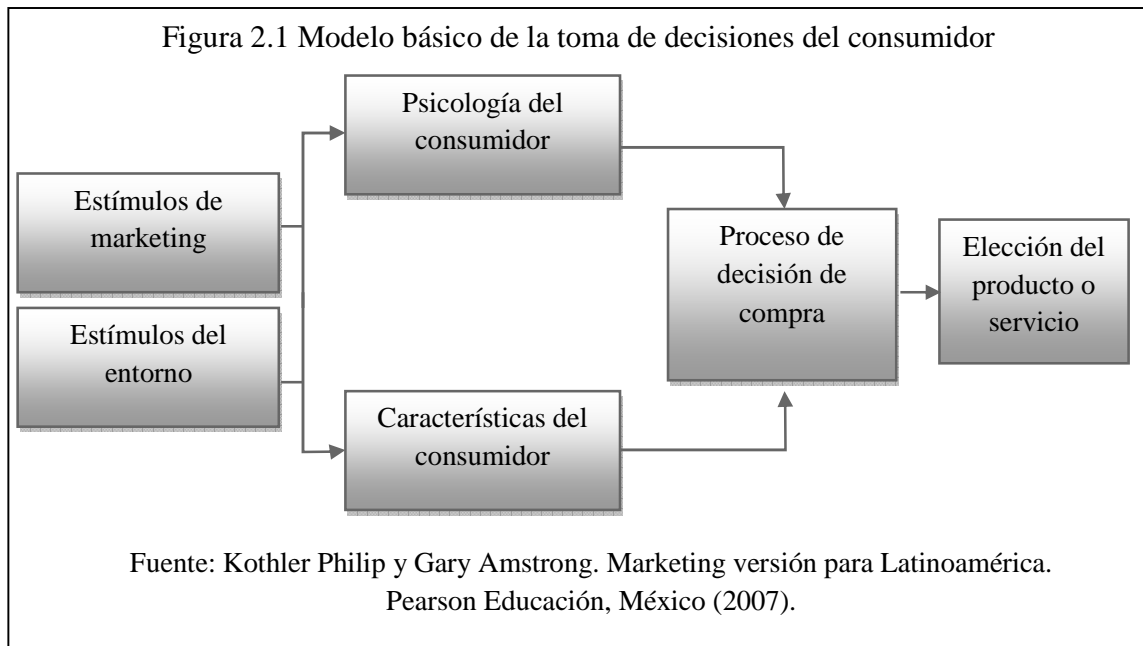 Figura 2.1 Modelo básico de la toma de decisiones del consumidor
Psicología del
consumidor
Estímulos de
marketing
Estímulos del
entorno
Característícas del
consumidor
Proceso de
decisión de
compra
Elección del
producto o
servicio
Fuente: Kothler Philip y Gary Amstrong. Marketing versión para Latinoamérica.
Pearson Educación, México (2007).